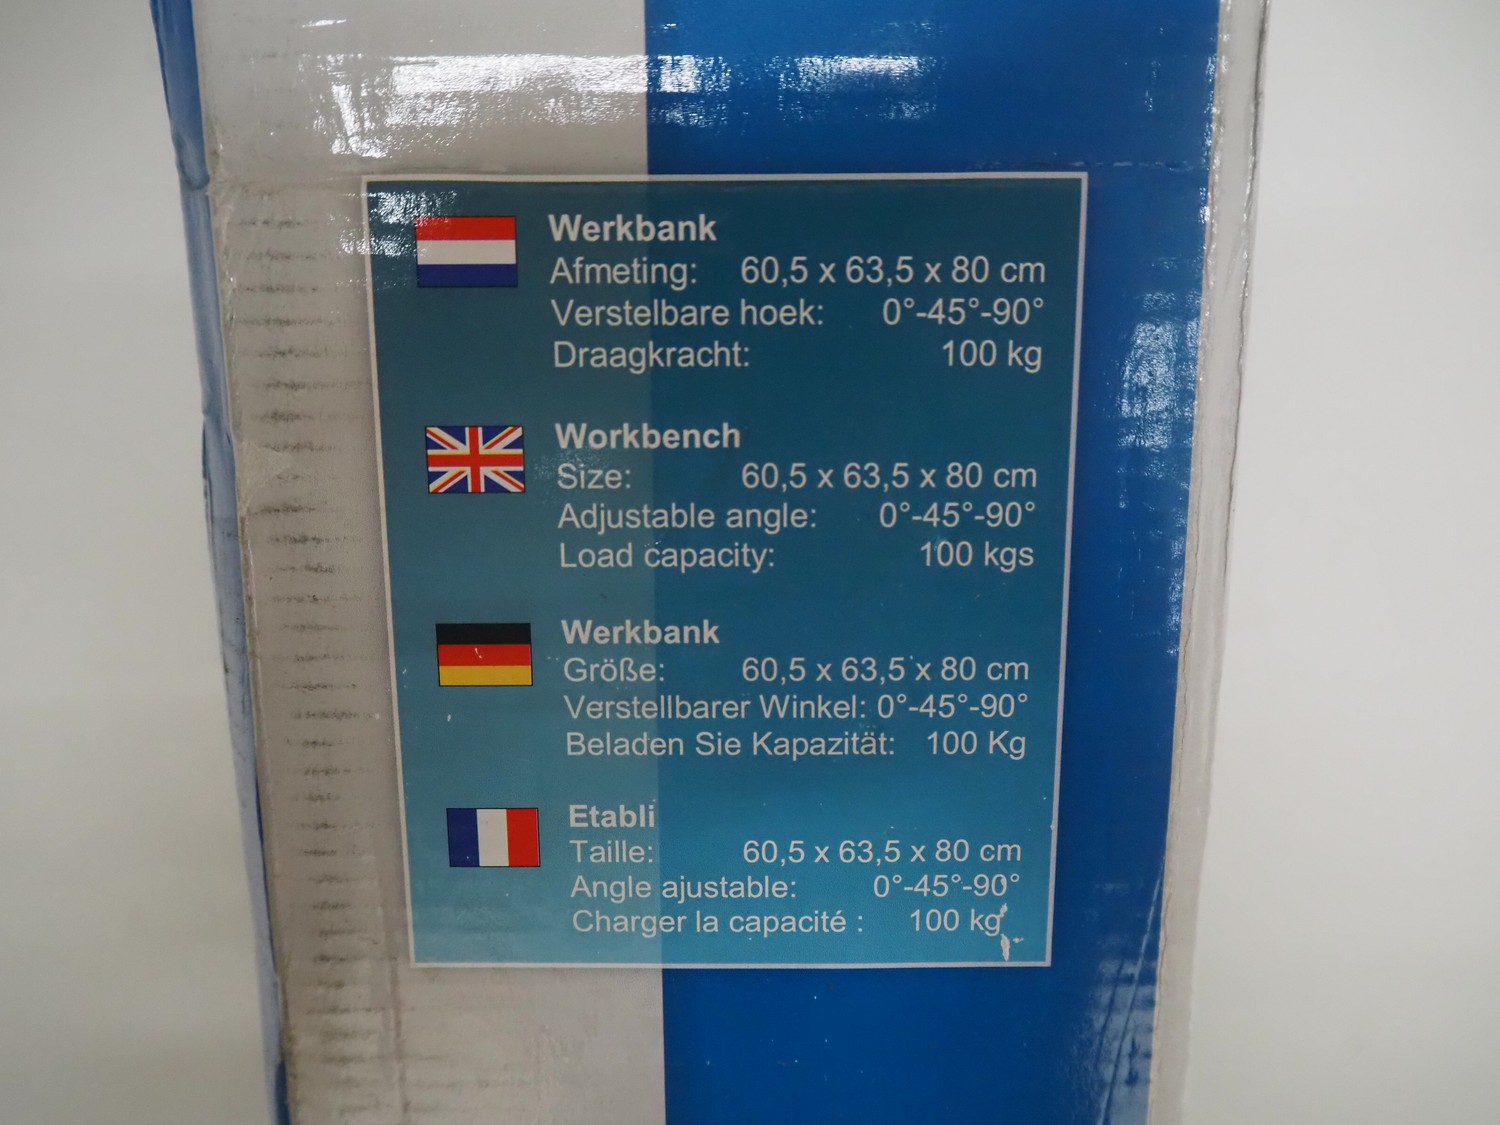 Werkbank
Afmeting: 60,5 x 63,5 x 80 cm
Verstelbare hoek: 0°-45°-90°
Draagkracht: 100 kg
Workbench
Size: 60,5 x 63,5 x 80 cm
Adjustable angle: 0°-45°-90°
Load capacity: 100 kgs
Werkbank
Größe: 60,5 x 63,5 x 80 cm
Verstellbarer Winkel: 0°-45°-90°
Beladen Sie Kapazität: 100 Kg
Etabli
Taille: 60,5 x 63,5 x 80 cm
Angle ajustable: 0°-45°-90°
Charger la capacité : 100 kg